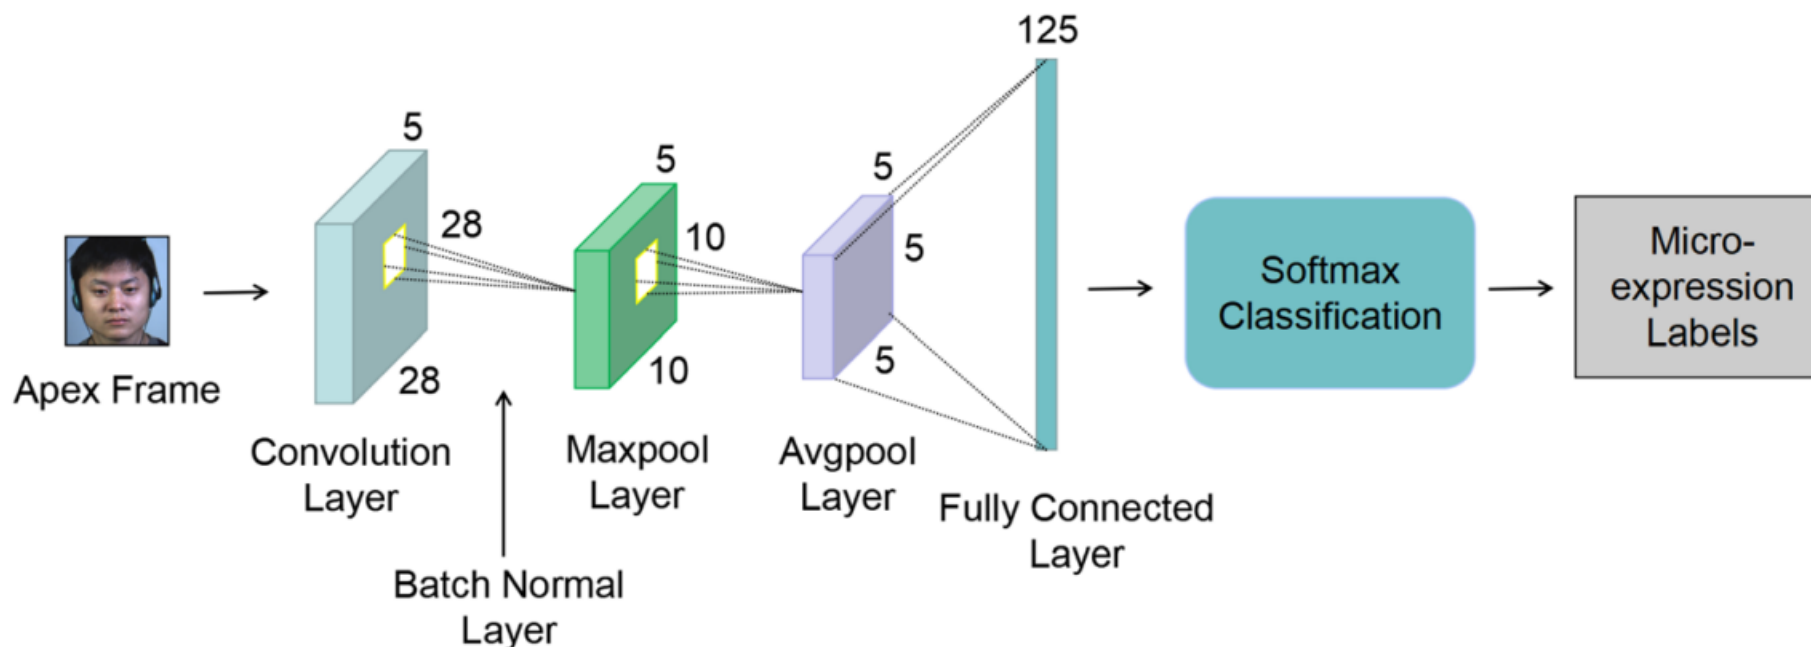 125
5
5
5
28
10
5
28
10
5
Apex Frame
Convolution
Layer
Maxpool
Layer
Avgpool
Layer
Fully Connected
Layer
Batch Normal
Layer
Softmax
Classification
Micro-
expression
Labels